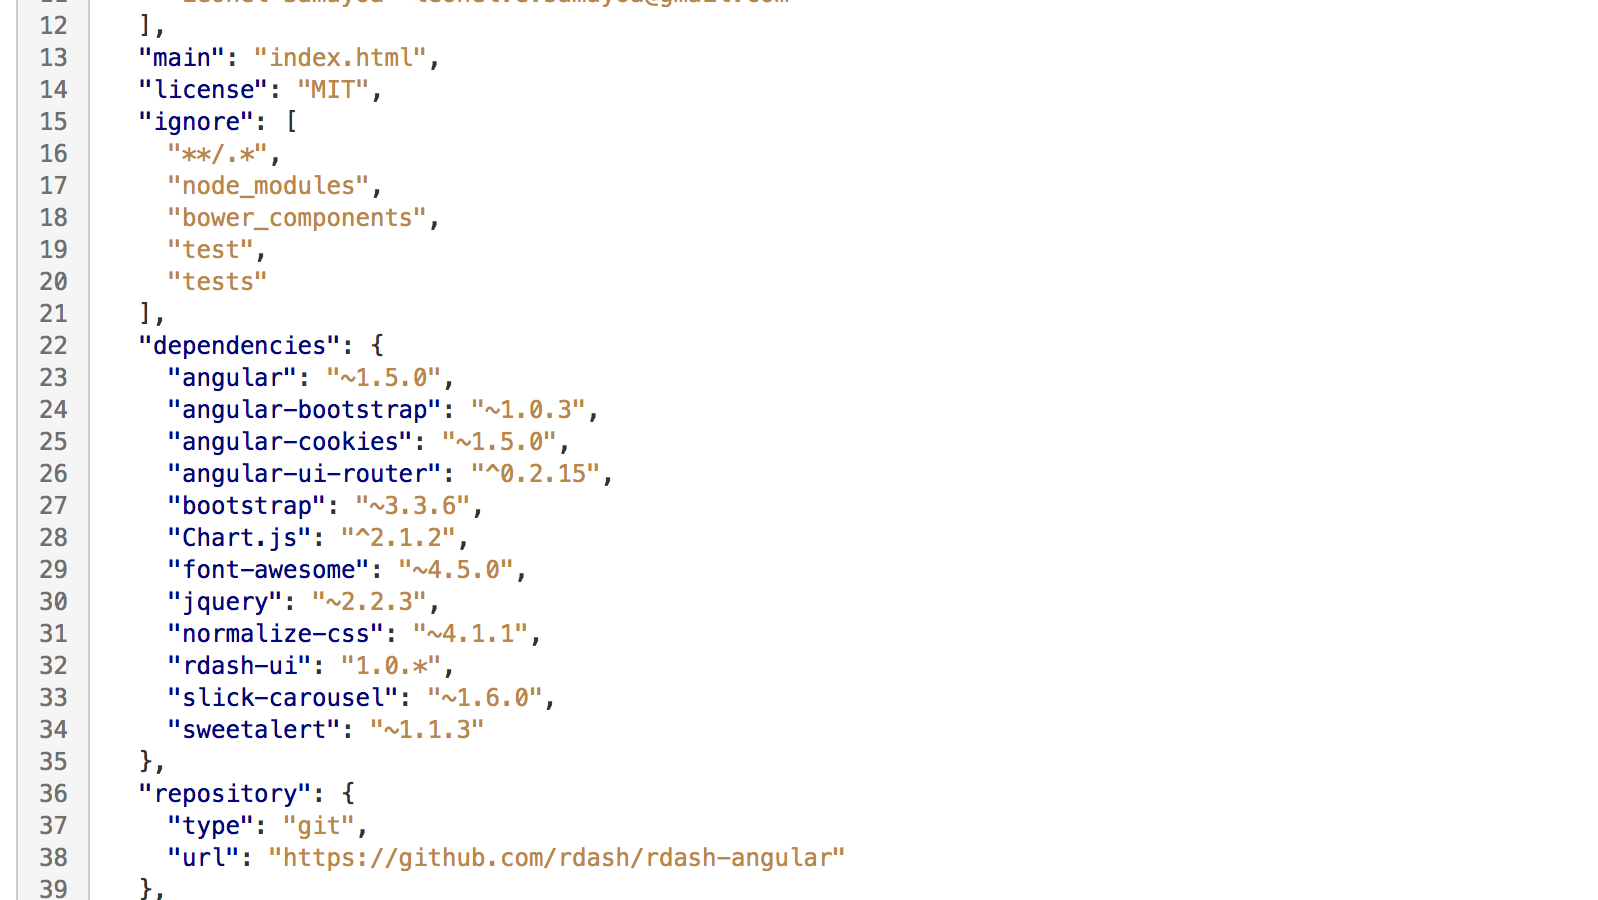 12 ],
13 "main": "index.html",
14 "license": "MIT",
15 "ignore": [
16 "**/.*",
17 "node_modules",
18 "bower_components",
19 "test",
20 "tests"
21 ],
22 "dependencies": {
23 "angular": "~1.5.0",
24 "angular-bootstrap": "~1.0.3",
25 "angular-cookies": "~1.5.0",
26 "angular-ui-router": "^0.2.15",
27 "bootstrap": "~3.3.6",
28 "Chart.js": "^2.1.2",
29 "font-awesome": "~4.5.0",
30 "jquery": "~2.2.3",
31 "normalize-css": "~4.1.1",
32 "rdash-ui": "1.0.*",
33 "slick-carousel": "~1.6.0",
34 "sweetalert": "~1.1.3"
35 },
36 "repository": {
37 "type": "git",
38 "url": "https://github.com/rdash/rdash-angular"
39 },